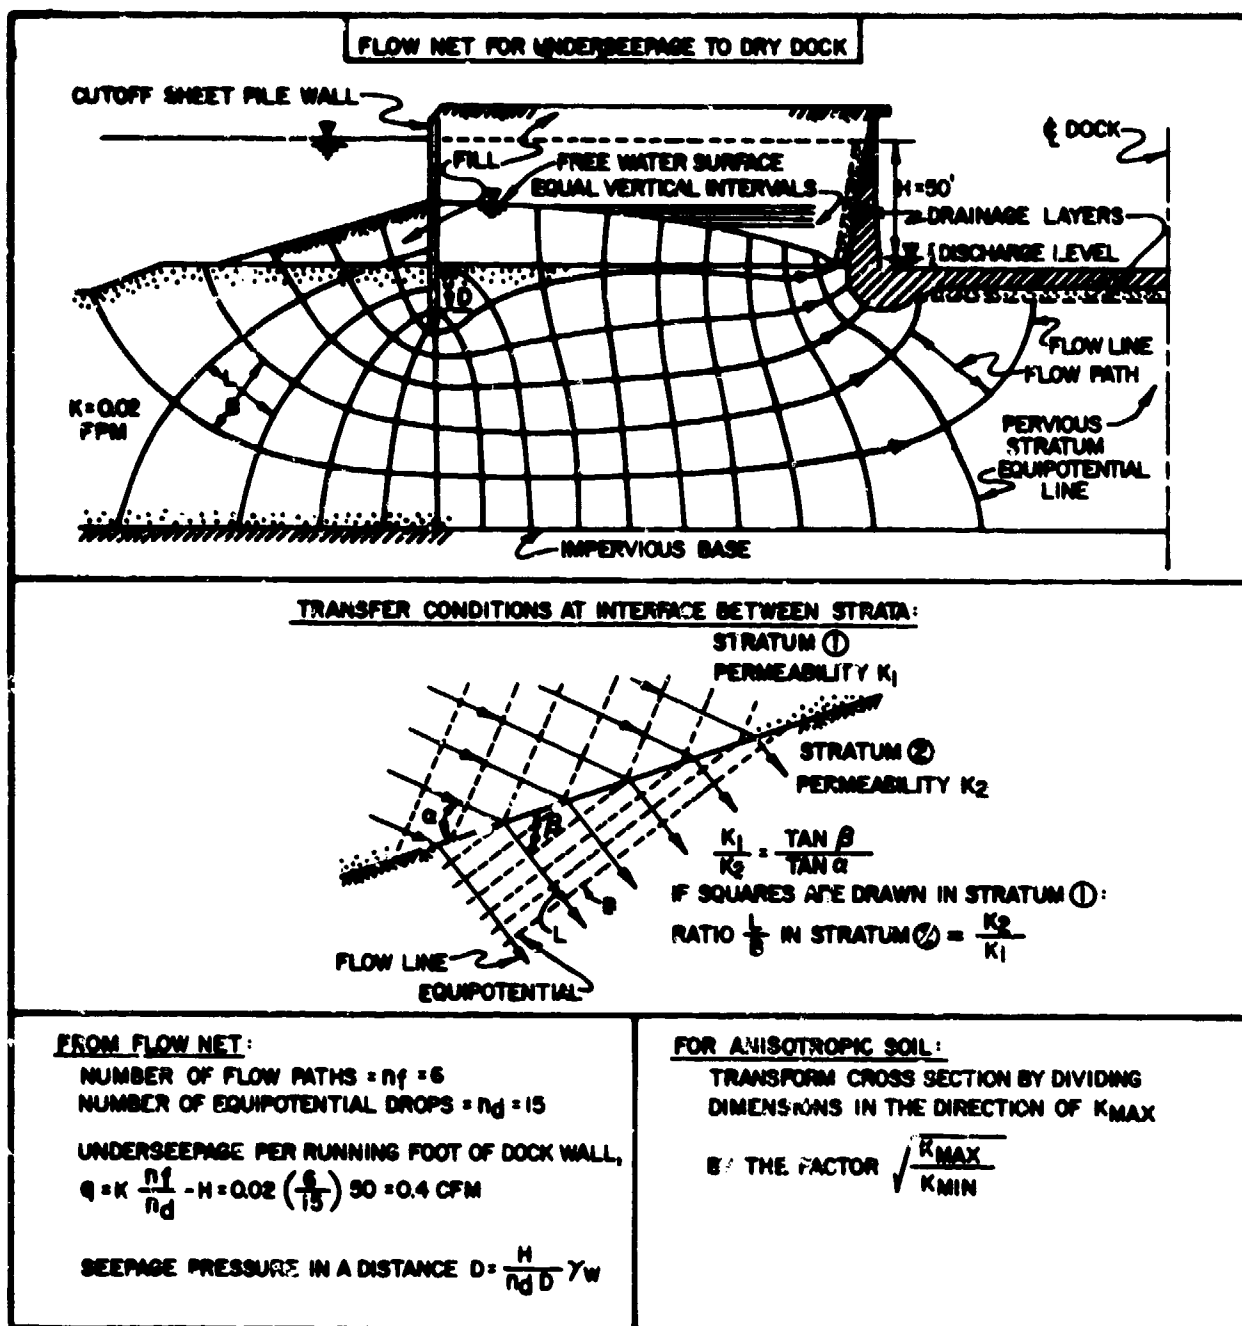 FLOW NET FOR UNDERSEEPAGE TO DRY DOCK
CUTOFF SHEET PILE WALL
℄ DOCK
FILL
FREE WATER SURFACE
EQUAL VERTICAL INTERVALS
H=50'
DRAINAGE LAYERS
DISCHARGE LEVEL
D
L
B
K=0.02
FPM
FLOW LINE
FLOW PATH
PERVIOUS
STRATUM
EQUIPOTENTIAL
LINE
IMPERVIOUS BASE
TRANSFER CONDITIONS AT INTERFACE BETWEEN STRATA:
STRATUM ①
PERMEABILITY K₁
STRATUM ②
PERMEABILITY K₂
α
β
K₁/K₂ = TAN β/TAN α
IF SQUARES ARE DRAWN IN STRATUM ①:
RATIO L/B IN STRATUM ② = K₂/K₁
B
L
FLOW LINE
EQUIPOTENTIAL
FROM FLOW NET:
NUMBER OF FLOW PATHS = nf = 6
NUMBER OF EQUIPOTENTIAL DROPS = nd = 15
UNDERSEEPAGE PER RUNNING FOOT OF DOCK WALL,
q = K nf/nd - H = 0.02 (6/15) 50 = 0.4 CFM
SEEPAGE PRESSURE IN A DISTANCE D = H/nd D γw
FOR ANISOTROPIC SOIL:
TRANSFORM CROSS SECTION BY DIVIDING
DIMENSIONS IN THE DIRECTION OF KMAX
BY THE FACTOR √KMAX/KMIN